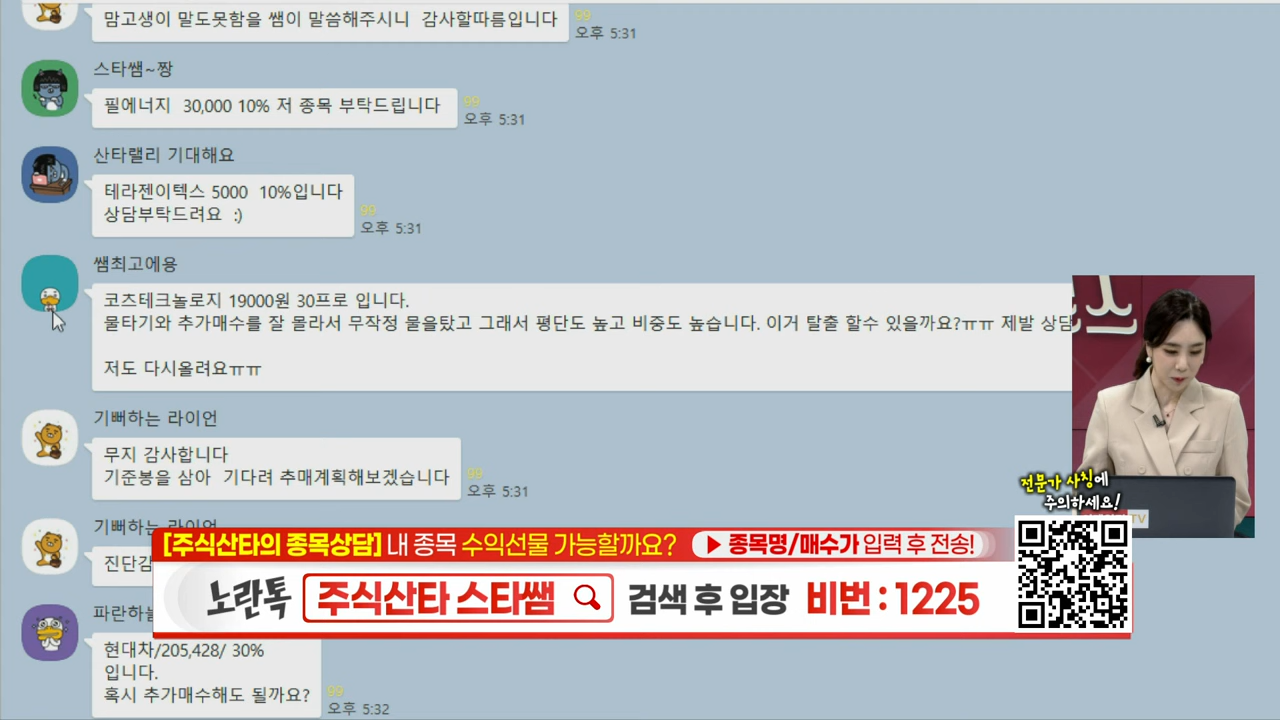 맘고생이 말도못함을 쌤이 말씀해주시니  감사할따름입니다
99
오후 5:31
스타쌤~짱
필에너지  30,000 10% 저 종목 부탁드립니다
99
오후 5:31
산타랠리 기대해요
테라젠이텍스 5000  10%입니다
상담부탁드려요  :)
99
오후 5:31
쌤최고에용
코츠테크놀로지 19000원 30프로 입니다.
물타기와 추가매수를 잘 몰라서 무작정 물을탔고 그래서 평단도 높고 비중도 높습니다. 이거 탈출 할수 있을까요?ㅠㅠ 제발 상담
저도 다시올려요ㅠㅠ
기뻐하는 라이언
무지 감사합니다
기준봉을 삼아  기다려 추매계획해보겠습니다
99
오후 5:31
기뻐하는 라이언
진단감
파란하늘
현대차/205,428/ 30%
입니다.
혹시 추가매수해도 될까요?
99
오후 5:32
전문가 사칭에
주의하세요!
TV
[주식산타의 종목상담] 내 종목 수익선물 가능할까요? ▶ 종목명/매수가 입력 후 전송!
노란톡 주식산타 스타쌤 검색 후 입장 비번 : 1225